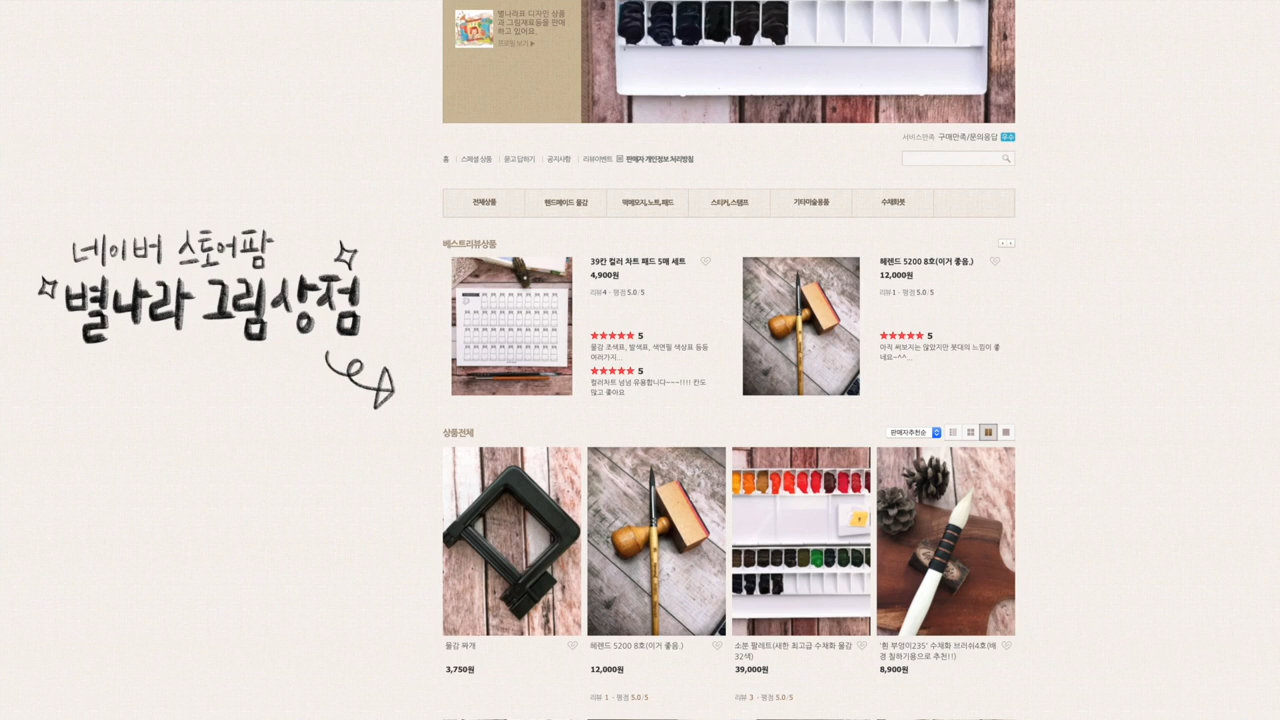 별나라표 디자인 상품
과 그림재료등을 판매
하고 있어요.
프로필 보기 ▶
서비스만족 구매만족/문의응답 우수
홈 | 스페셜 상품 | 묻고 답하기 | 공지사항 | 리뷰이벤트 판매자 개인정보 처리방침
전체상품 핸드메이드 물감 떡메모지,노트,패드 스티커,스탬프 기타미술용품 수채화붓
네이버 스토어팜
별나라 그림상점
베스트리뷰상품
39칸 컬러 차트 패드 5매 세트
4,900원
리뷰 4 · 평점 5.0/5
★★★★★ 5
물감 조색표, 발색표, 색연필 색상표 등등
여러가지...
★★★★★ 5
컬러차트 넘넘 유용합니다~~~!!!! 칸도
많고 좋아요
헤렌드 5200 8호(이거 좋음.)
12,000원
리뷰 1 · 평점 5.0/5
★★★★★ 5
아직 써보지는 않았지만 붓대의 느낌이 좋
네요~^^...
상품전체
판매지추천순
물감 짜개
3,750원
헤렌드 5200 8호(이거 좋음.)
12,000원
리뷰 1 · 평점 5.0/5
소분 팔레트(세한 최고급 수채화 물감
32색)
39,000원
리뷰 3 · 평점 5.0/5
'흰 부엉이235' 수채화 브러쉬4호(배
경 칠하기용으로 추천!!)
8,900원